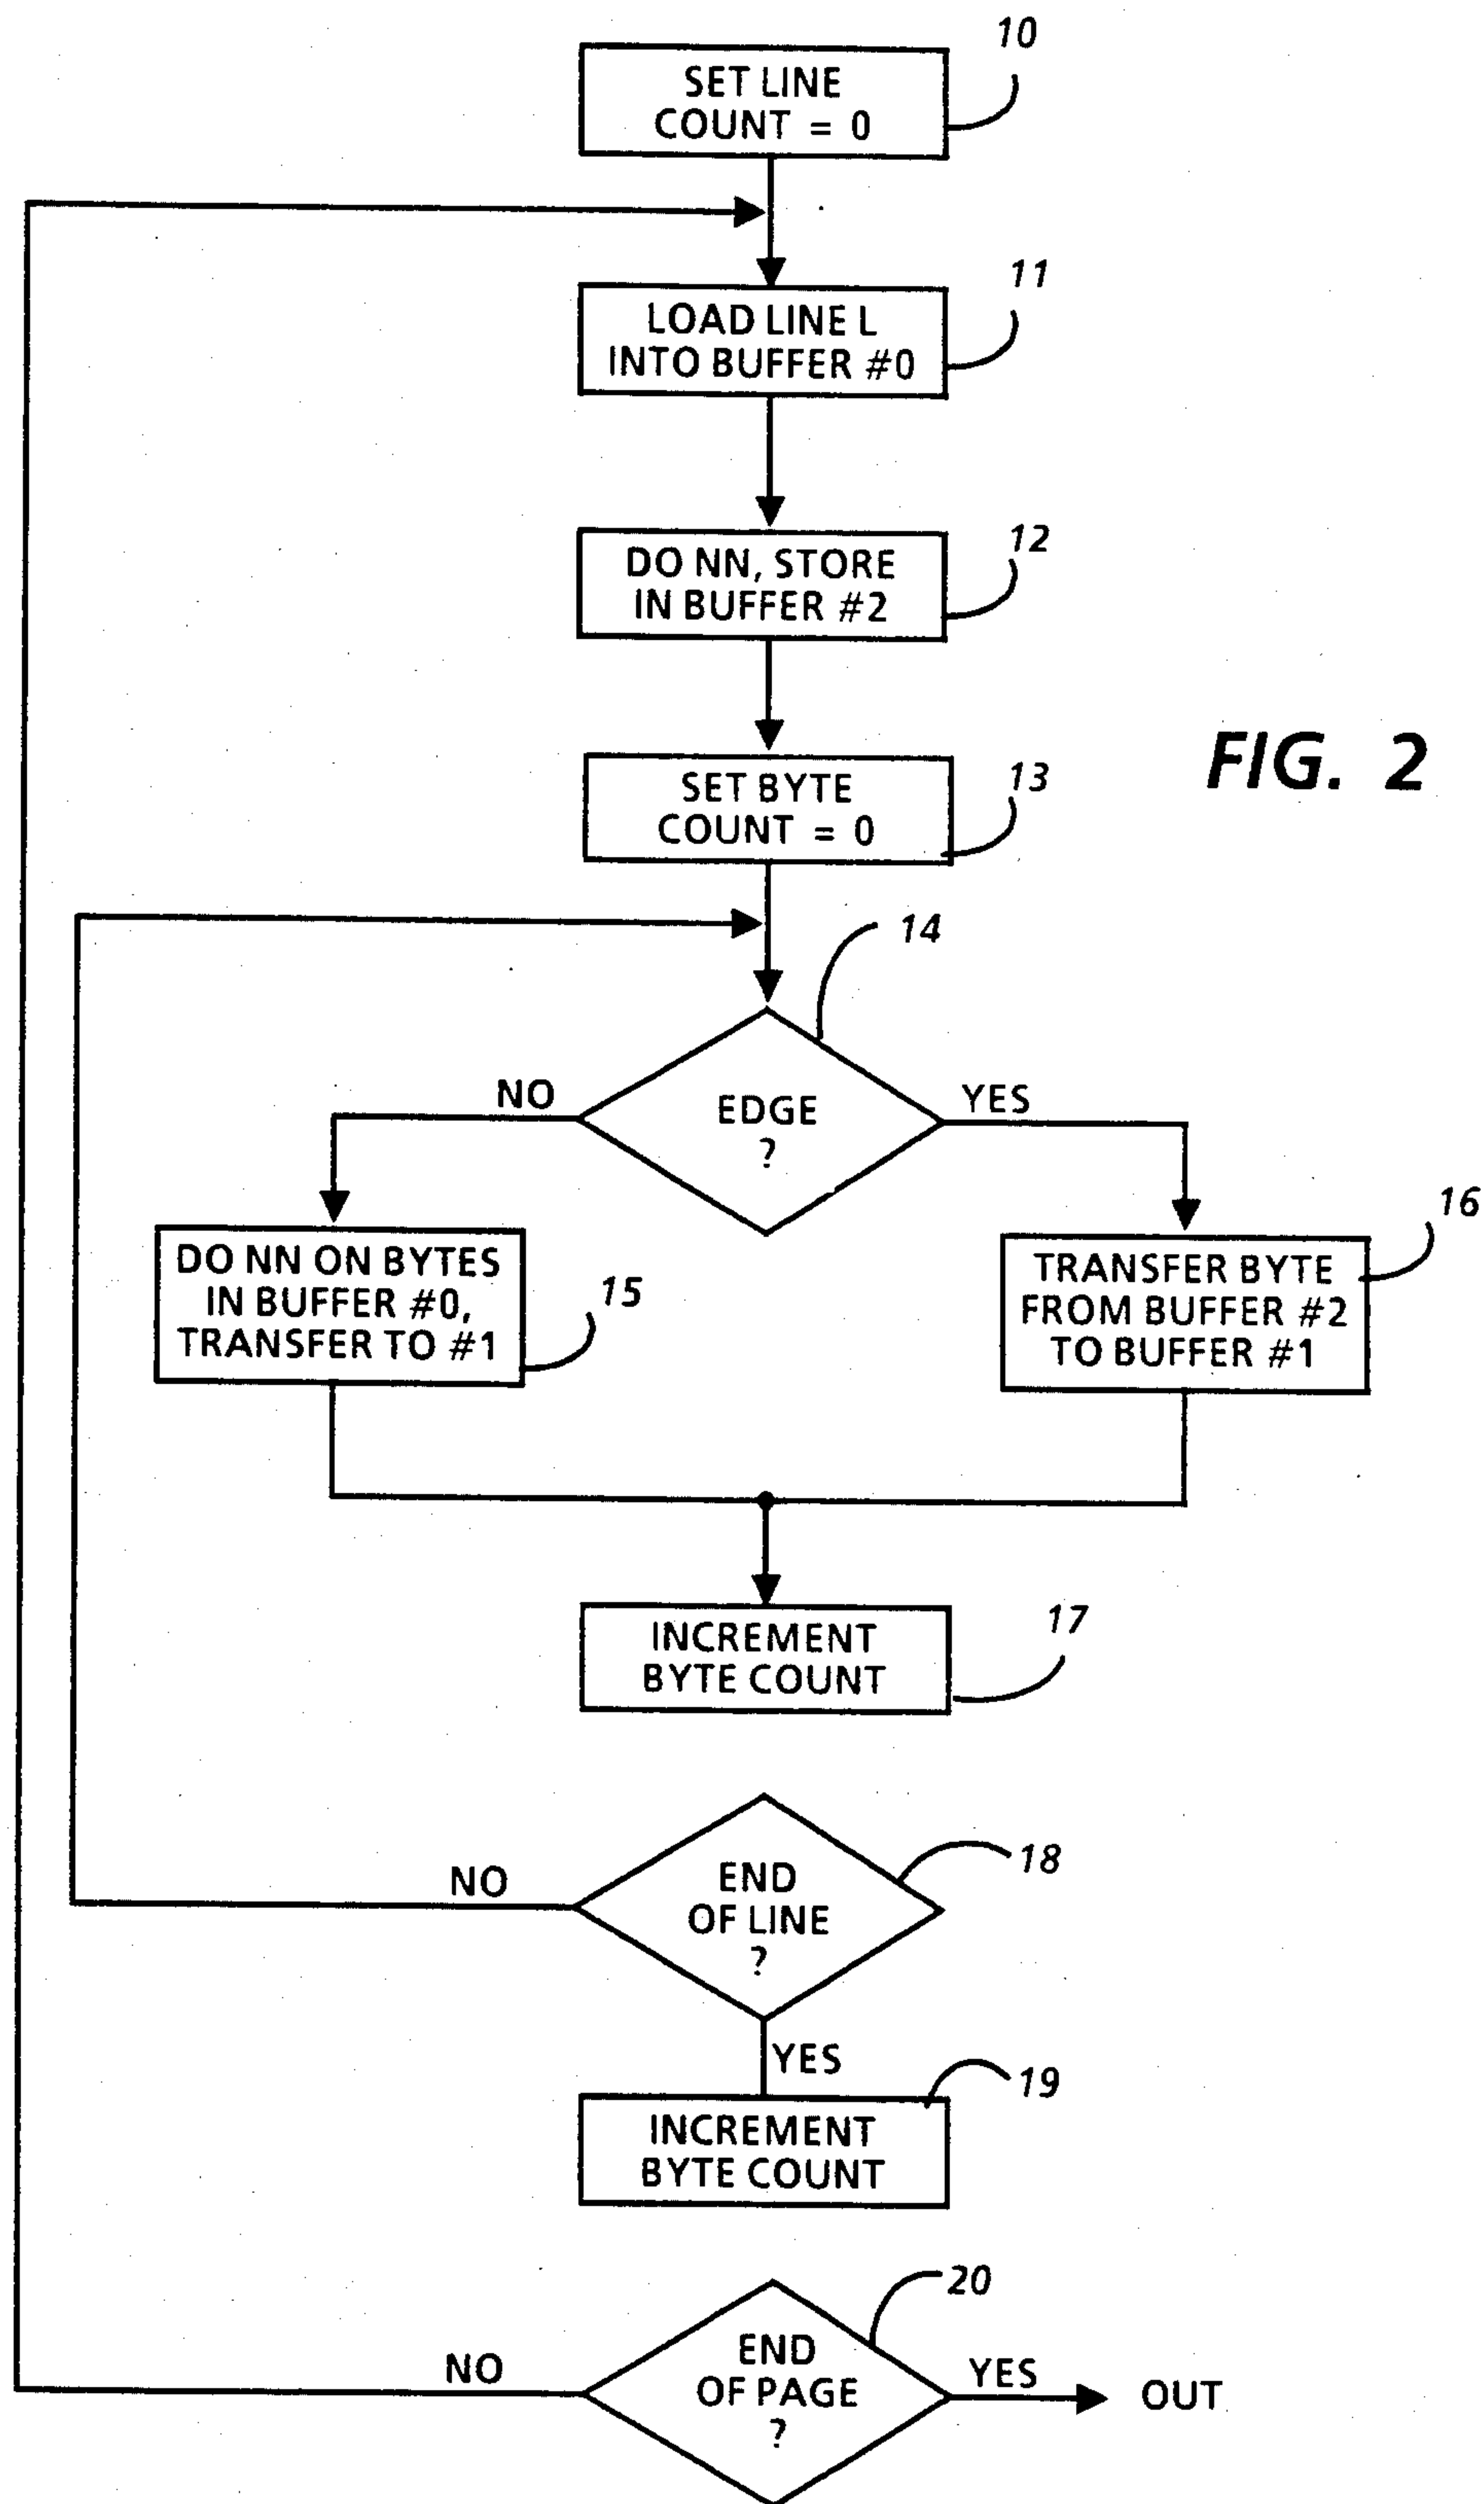 10
SET LINE
COUNT = 0
11
LOAD LINE L
INTO BUFFER #0
12
DO NN, STORE
IN BUFFER #2
FIG. 2
13
SET BYTE
COUNT = 0
14
NO
YES
EDGE
?
16
DO NN ON BYTES
IN BUFFER #0,
TRANSFER TO #1
15
TRANSFER BYTE
FROM BUFFER #2
TO BUFFER #1
17
INCREMENT
BYTE COUNT
18
NO
END
OF LINE
?
YES
19
INCREMENT
BYTE COUNT
20
NO
END
OF PAGE
?
YES
OUT